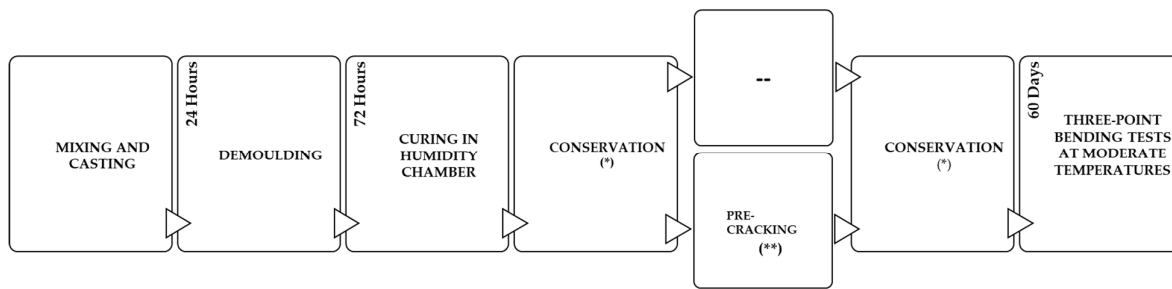 MIXING AND
CASTING
24 Hours
DEMOULDING
72 Hours
CURING IN
HUMIDITY
CHAMBER
CONSERVATION
(*)
--
PRE-
CRACKING
(**)
CONSERVATION
(*)
60 Days
THREE-POINT
BENDING TESTS
AT MODERATE
TEMPERATURES